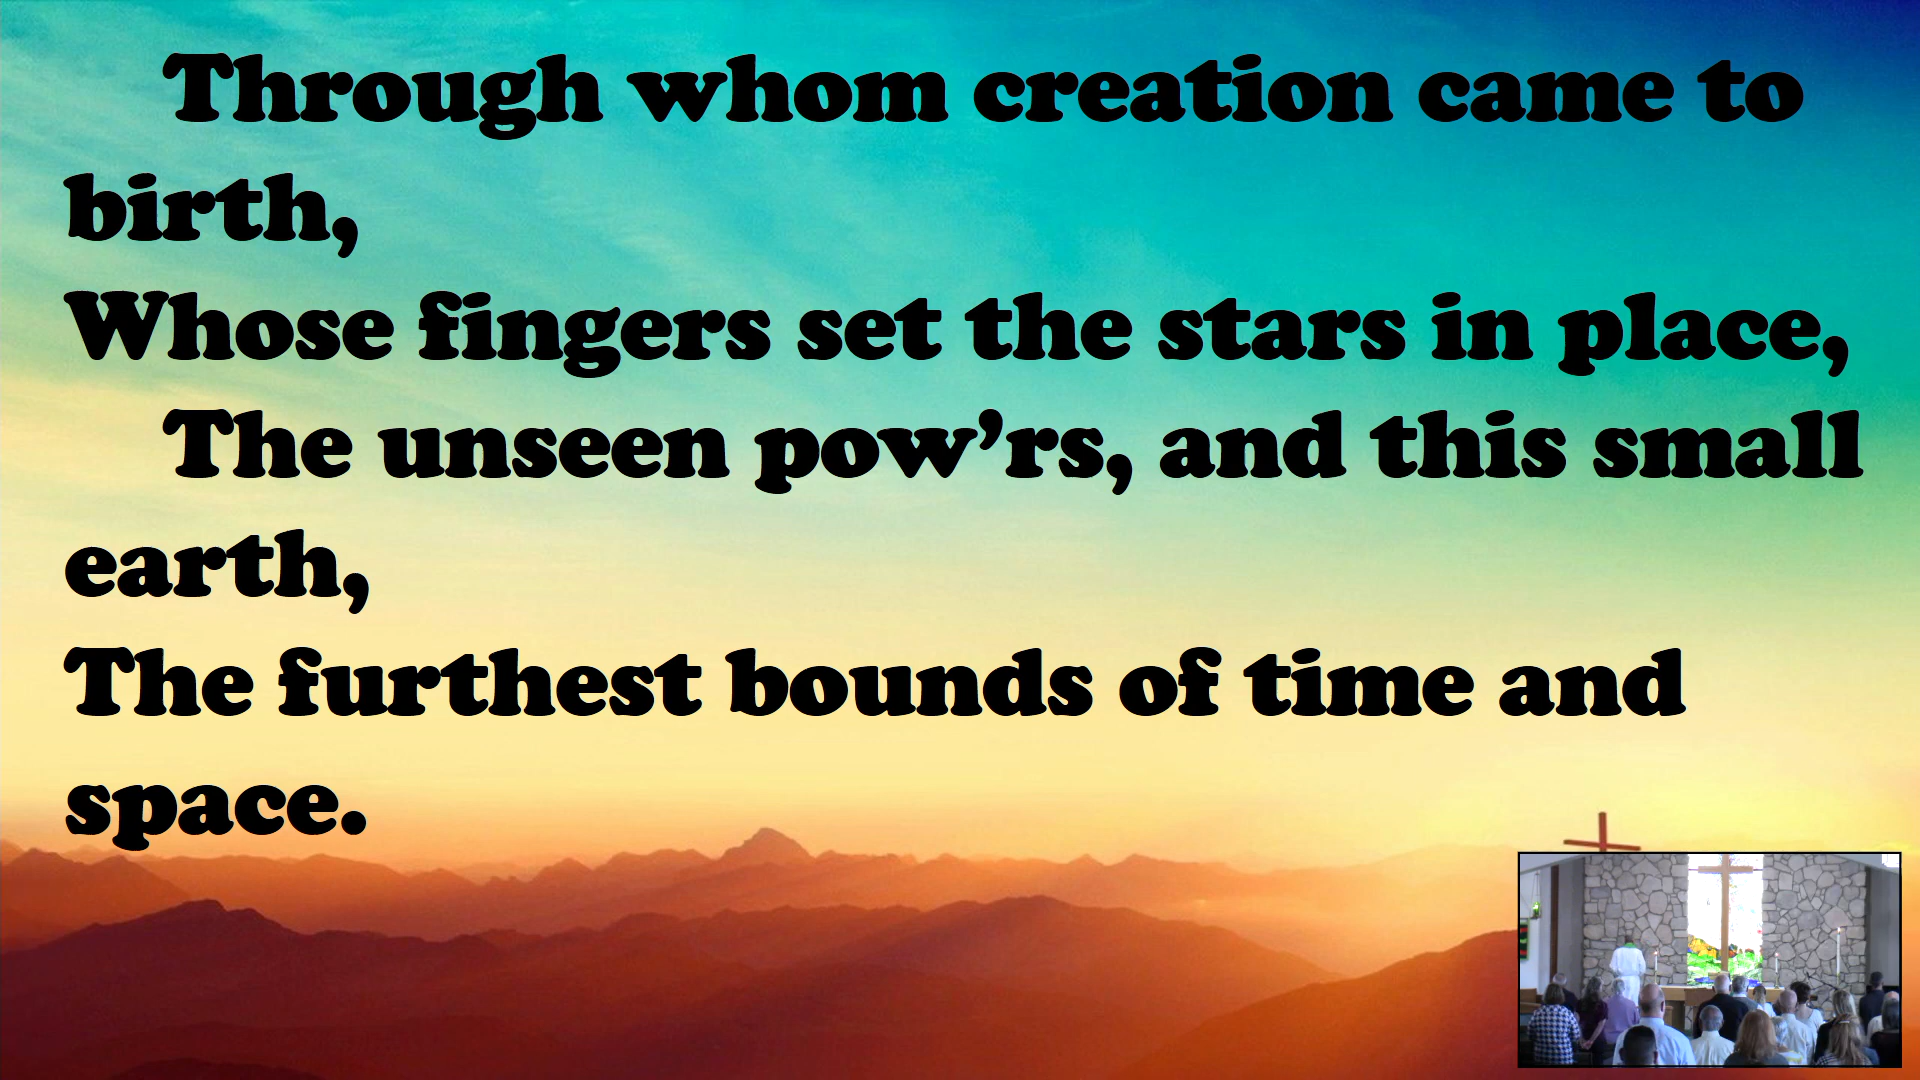 Through whom creation came to
birth,
Whose fingers set the stars in place,
The unseen pow’rs, and this small
earth,
The furthest bounds of time and
space.